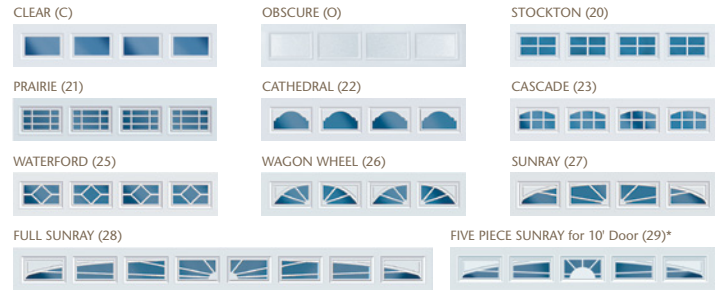 CLEAR (C)
OBSCURE (O)
STOCKTON (20)
PRAIRIE (21)
CATHEDRAL (22)
CASCADE (23)
WATERFORD (25)
WAGON WHEEL (26)
SUNRAY (27)
FULL SUNRAY (28)
FIVE PIECE SUNRAY for 10' Door (29)*